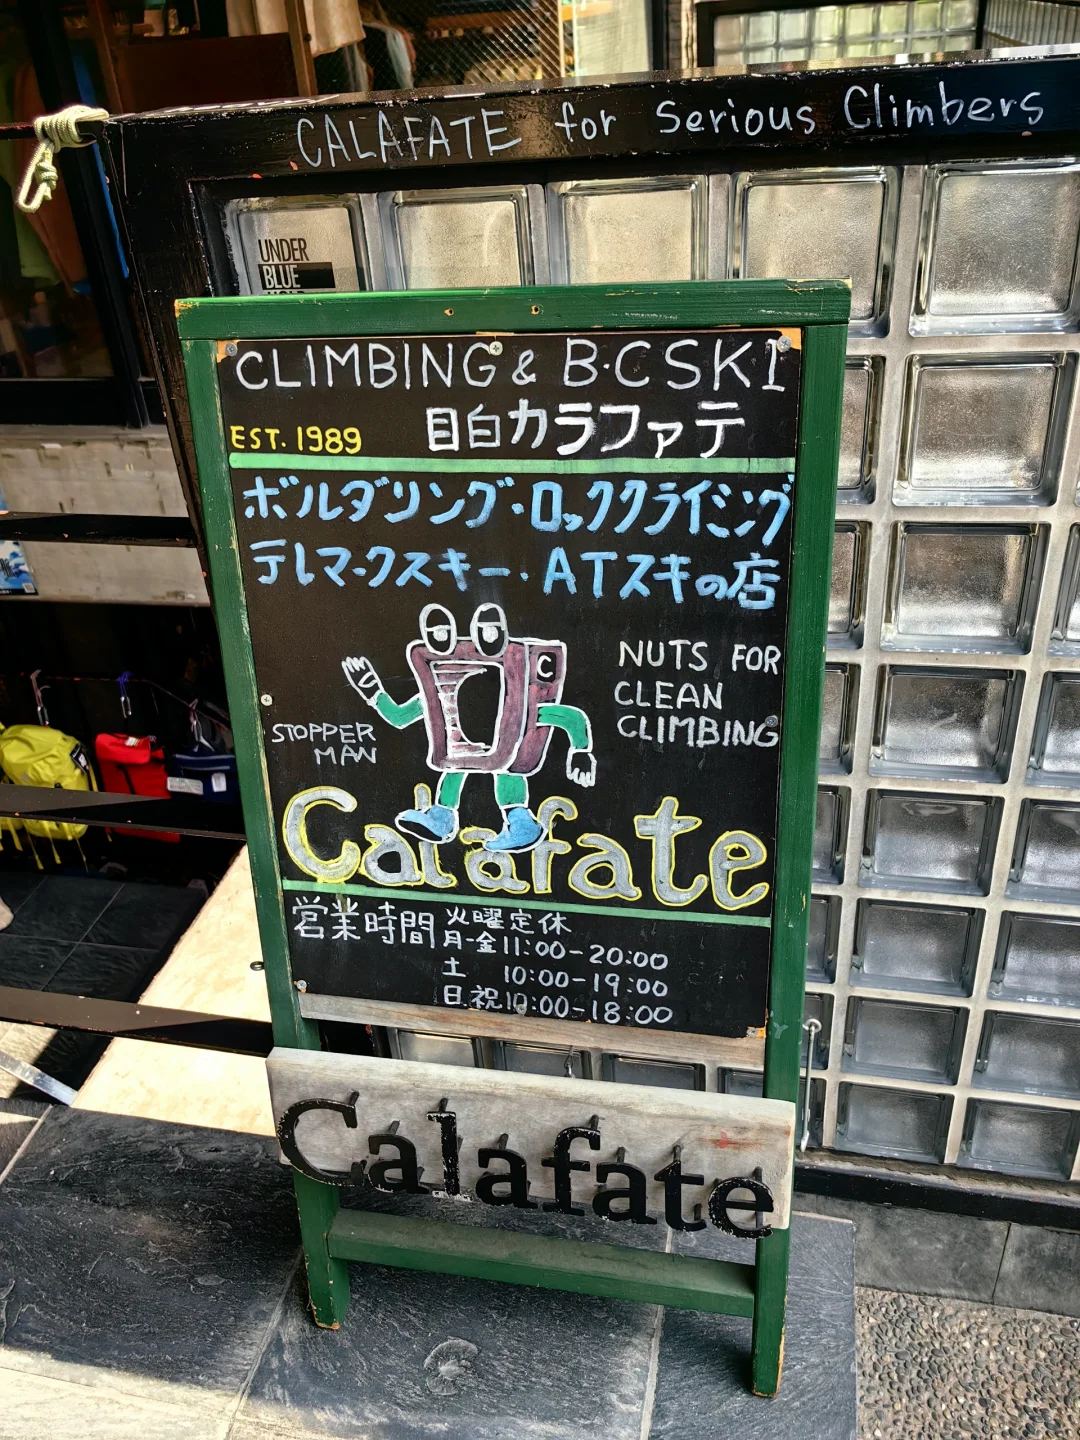 CALAFATE for Serious Climbers
UNDER
BLUE
CLIMBING & B·C SKI
EST. 1989 目白カラファテ
ボルダリング・ロッククライミング
テレマークスキー・ATスキの店
C
NUTS FOR
CLEAN
CLIMBING
STOPPER
MAN
Calafate
営業時間 火曜定休
月-金 11:00-20:00
土 10:00-19:00
日.祝 10:00-18:00
Calafate